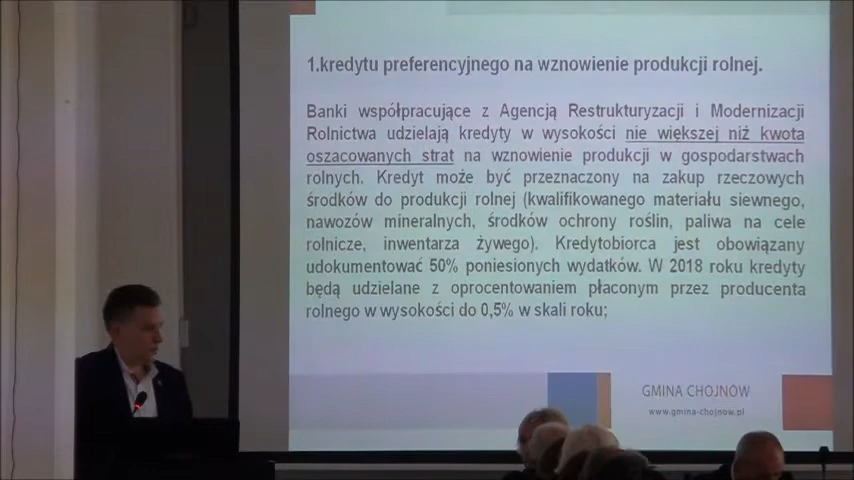 1.kredytu preferencyjnego na wznowienie produkcji rolnej.
Banki współpracujące z Agencją Restrukturyzacji i Modernizacji
Rolnictwa udzielają kredyty w wysokości nie większej niż kwota
oszacowanych strat na wznowienie produkcji w gospodarstwach
rolnych. Kredyt może być przeznaczony na zakup rzeczowych
środków do produkcji rolnej (kwalifikowanego materiału siewnego,
nawozów mineralnych, środków ochrony roślin, paliwa na cele
rolnicze, inwentarza żywego). Kredytobiorca jest obowiązany
udokumentować 50% poniesionych wydatków. W 2018 roku kredyty
będą udzielane z oprocentowaniem płaconym przez producenta
rolnego w wysokości do 0,5% w skali roku;
GMINA CHOJNÓW
www.gmina-chojnow.pl